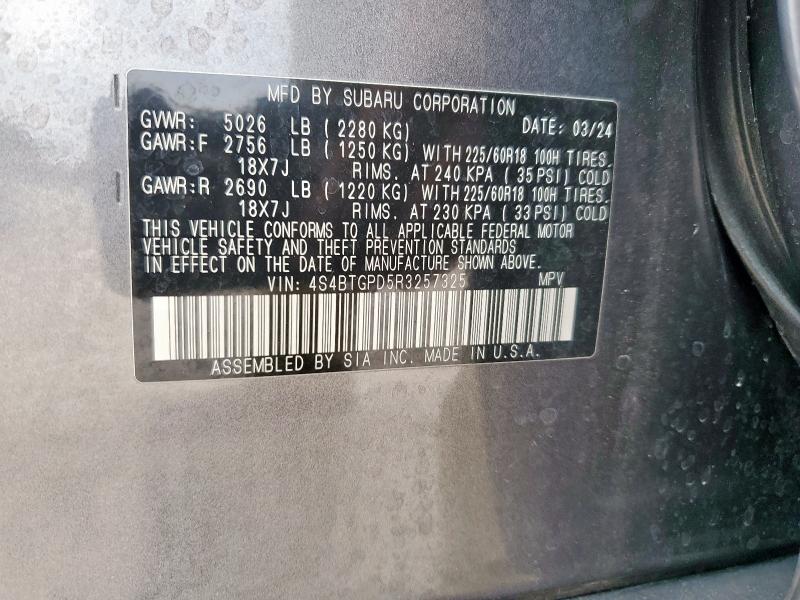 MFD BY SUBARU CORPORATION
GVWR: 5026 LB ( 2280 KG) DATE: 03/24
GAWR:F 2756 LB ( 1250 KG) WITH 225/60R18 100H TIRES,
18X7J RIMS, AT 240 KPA ( 35 PSI) COLD
GAWR:R 2690 LB ( 1220 KG) WITH 225/60R18 100H TIRES,
18X7J RIMS, AT 230 KPA ( 33 PSI) COLD
THIS VEHICLE CONFORMS TO ALL APPLICABLE FEDERAL MOTOR
VEHICLE SAFETY AND THEFT PREVENTION STANDARDS
IN EFFECT ON THE DATE OF MANUFACTURE SHOWN ABOVE.
VIN: 4S4BTGPD5R3257325 MPV
ASSEMBLED BY SIA INC. MADE IN U.S.A.